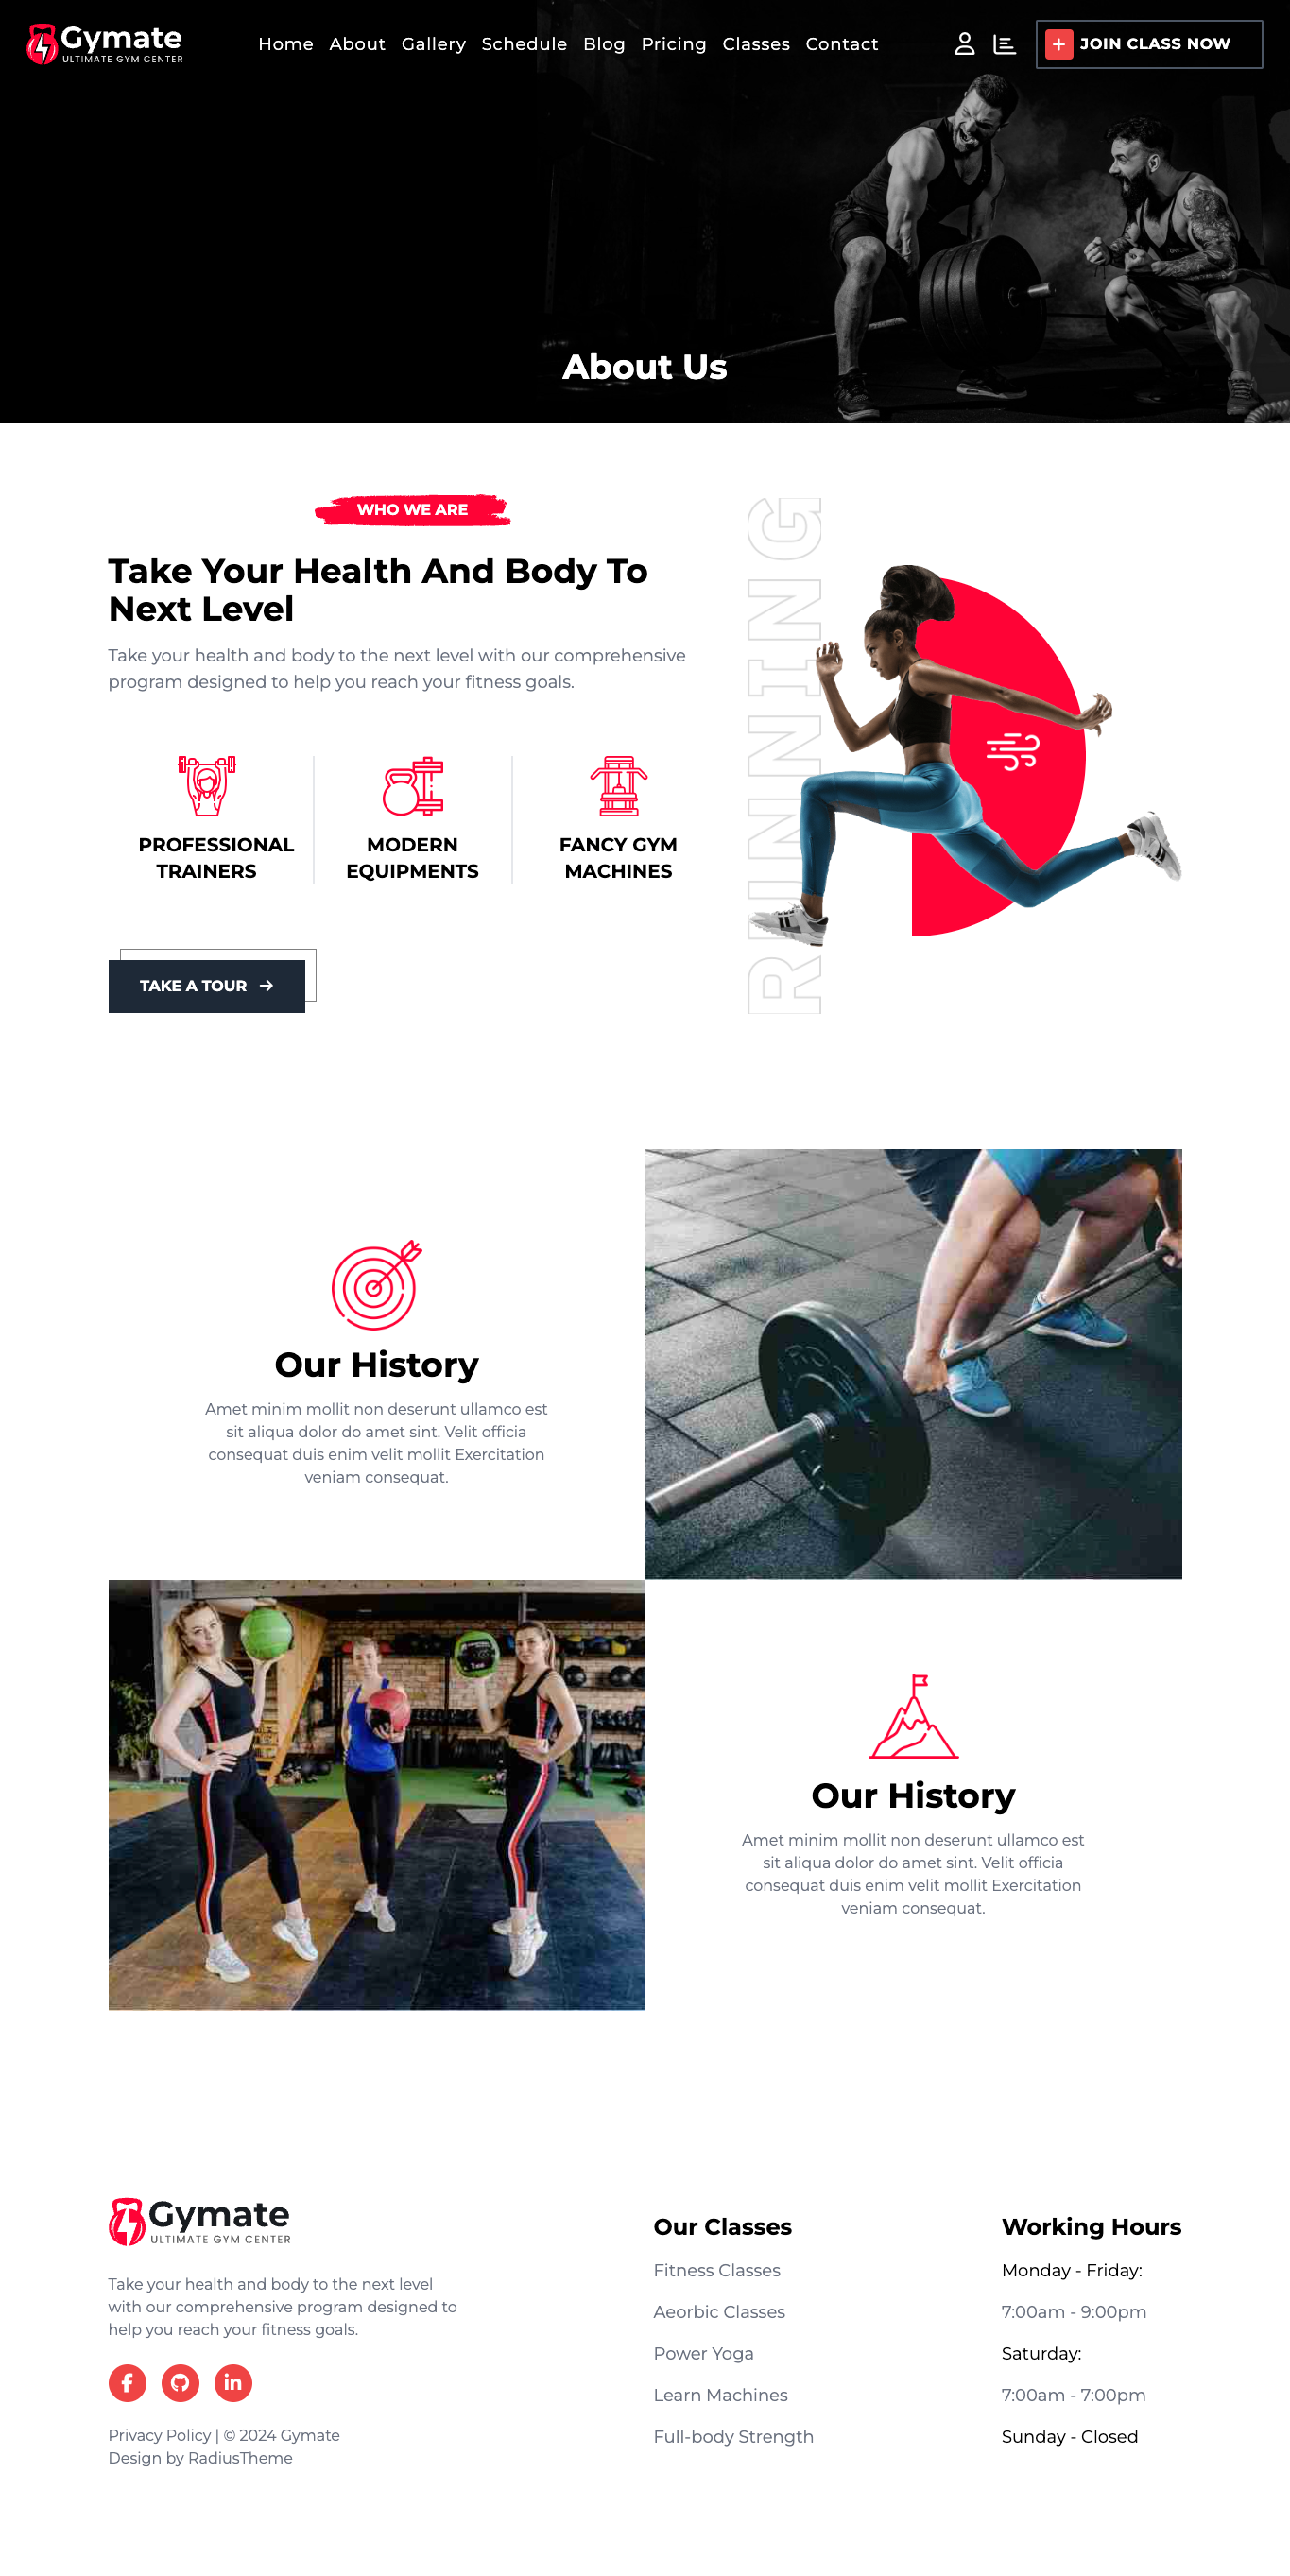 Gymate
ULTIMATE GYM CENTER
Home About Gallery Schedule Blog Pricing Classes Contact
JOIN CLASS NOW
About Us
WHO WE ARE
Take Your Health And Body To
Next Level
Take your health and body to the next level with our comprehensive
program designed to help you reach your fitness goals.
PROFESSIONAL
TRAINERS
MODERN
EQUIPMENTS
FANCY GYM
MACHINES
TAKE A TOUR
RUNNING
Our History
Amet minim mollit non deserunt ullamco est
sit aliqua dolor do amet sint. Velit officia
consequat duis enim velit mollit Exercitation
veniam consequat.
Our History
Amet minim mollit non deserunt ullamco est
sit aliqua dolor do amet sint. Velit officia
consequat duis enim velit mollit Exercitation
veniam consequat.
Gymate
ULTIMATE GYM CENTER
Take your health and body to the next level
with our comprehensive program designed to
help you reach your fitness goals.
Privacy Policy | © 2024 Gymate
Design by RadiusTheme
Our Classes
Fitness Classes
Aeorbic Classes
Power Yoga
Learn Machines
Full-body Strength
Working Hours
Monday - Friday:
7:00am - 9:00pm
Saturday:
7:00am - 7:00pm
Sunday - Closed